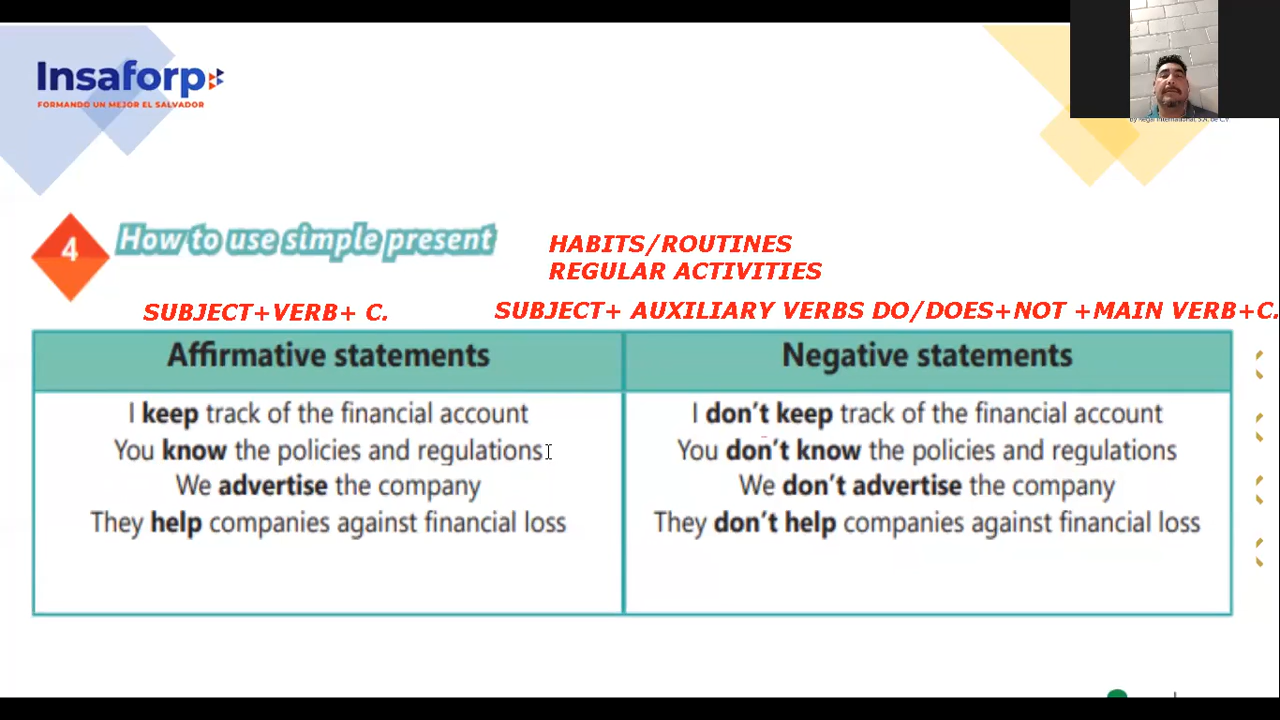 Insaforp
FORMANDO UN MEJOR EL SALVADOR
By Regal International, S.A. de C.V
4
How to use simple present
HABITS/ROUTINES
REGULAR ACTIVITIES
SUBJECT+VERB+ C.
SUBJECT+ AUXILIARY VERBS DO/DOES+NOT +MAIN VERB+C.
Affirmative statements
I keep track of the financial account
You know the policies and regulations
We advertise the company
They help companies against financial loss
Negative statements
I don't keep track of the financial account
You don't know the policies and regulations
We don't advertise the company
They don't help companies against financial loss